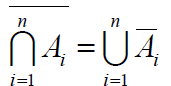 $\overline{\bigcap_{i=1}^{n} A_i} = \bigcup_{i=1}^{n} \overline{A_i}$